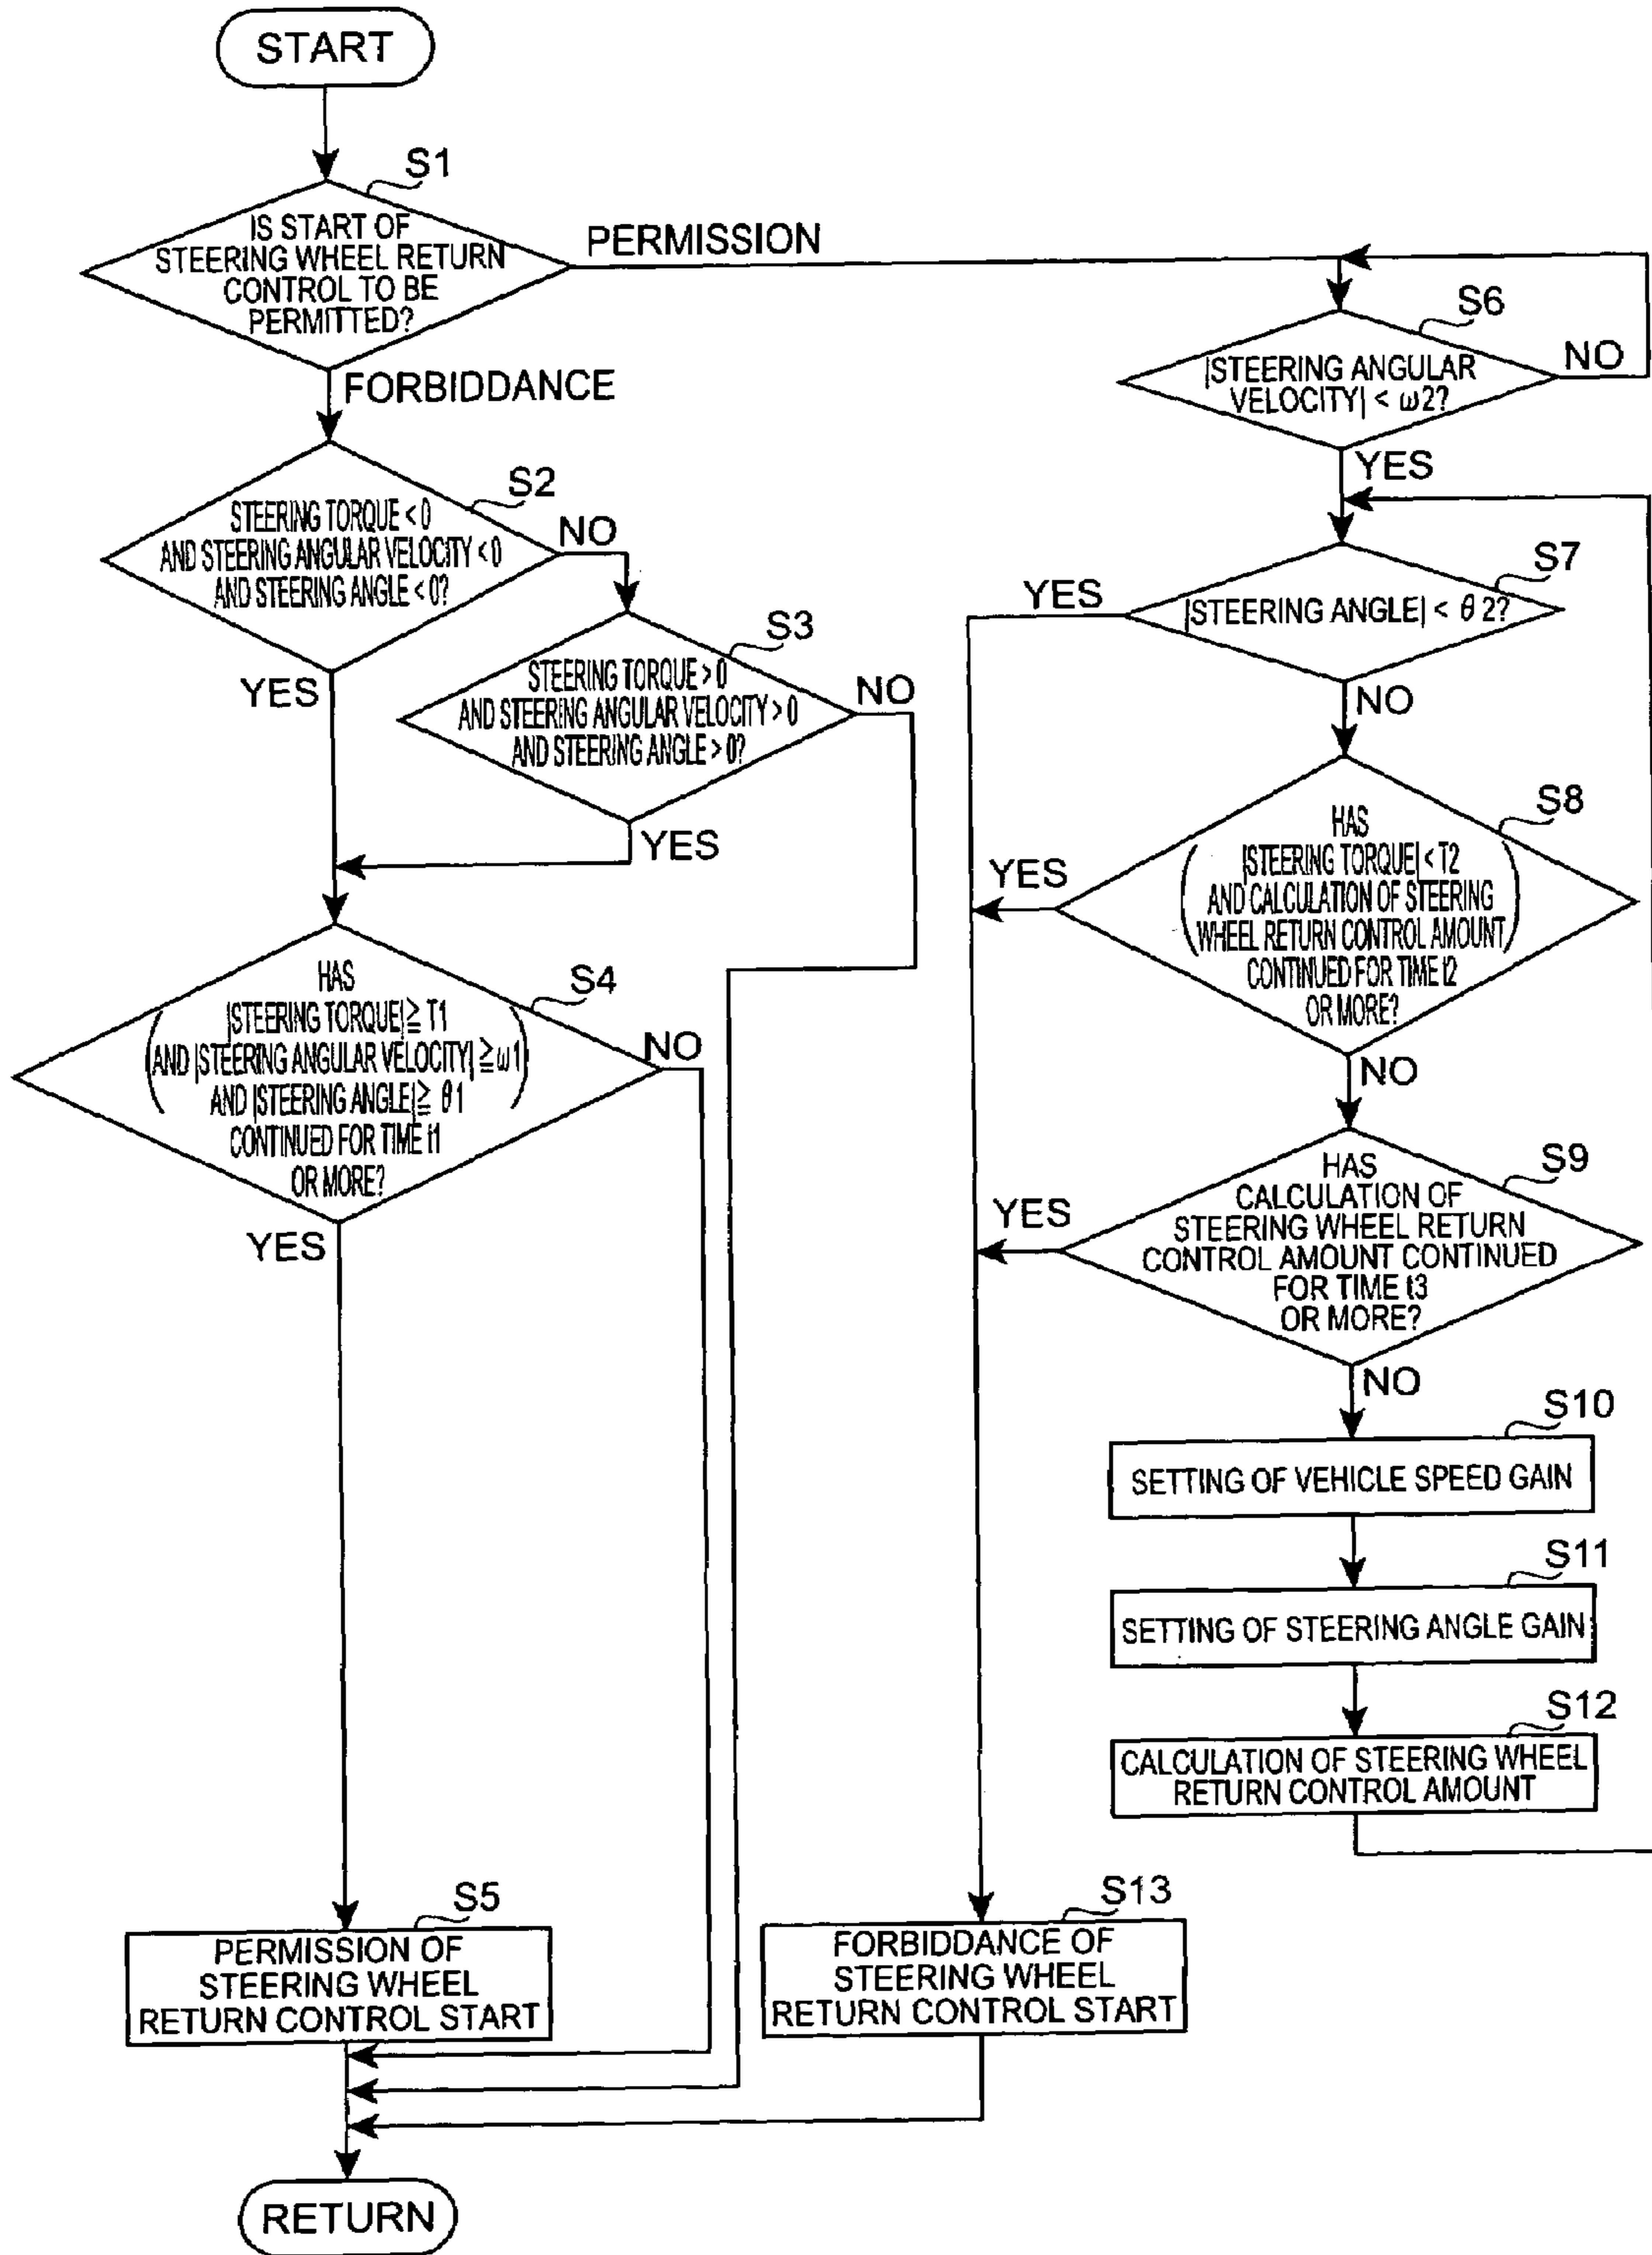 START
S1
IS START OF
STEERING WHEEL RETURN
CONTROL TO BE
PERMITTED?
PERMISSION
FORBIDDANCE
S2
STEERING TORQUE < 0
AND STEERING ANGULAR VELOCITY < 0
AND STEERING ANGLE < 0?
NO
YES
S3
STEERING TORQUE > 0
AND STEERING ANGULAR VELOCITY > 0
AND STEERING ANGLE > 0?
NO
YES
S4
HAS
|STEERING TORQUE| ≧ T1
AND |STEERING ANGULAR VELOCITY| ≧ ω1
AND |STEERING ANGLE| ≧ θ1
CONTINUED FOR TIME t1
OR MORE?
NO
YES
S5
PERMISSION OF
STEERING WHEEL
RETURN CONTROL START
S6
|STEERING ANGULAR
VELOCITY| < ω2?
NO
YES
S7
|STEERING ANGLE| < θ2?
YES
NO
S8
HAS
|STEERING TORQUE| < T2
AND CALCULATION OF STEERING
WHEEL RETURN CONTROL AMOUNT
CONTINUED FOR TIME t2
OR MORE?
YES
NO
S9
HAS
CALCULATION OF
STEERING WHEEL RETURN
CONTROL AMOUNT CONTINUED
FOR TIME t3
OR MORE?
YES
NO
S10
SETTING OF VEHICLE SPEED GAIN
S11
SETTING OF STEERING ANGLE GAIN
S12
CALCULATION OF STEERING WHEEL
RETURN CONTROL AMOUNT
S13
FORBIDDANCE OF
STEERING WHEEL
RETURN CONTROL START
RETURN